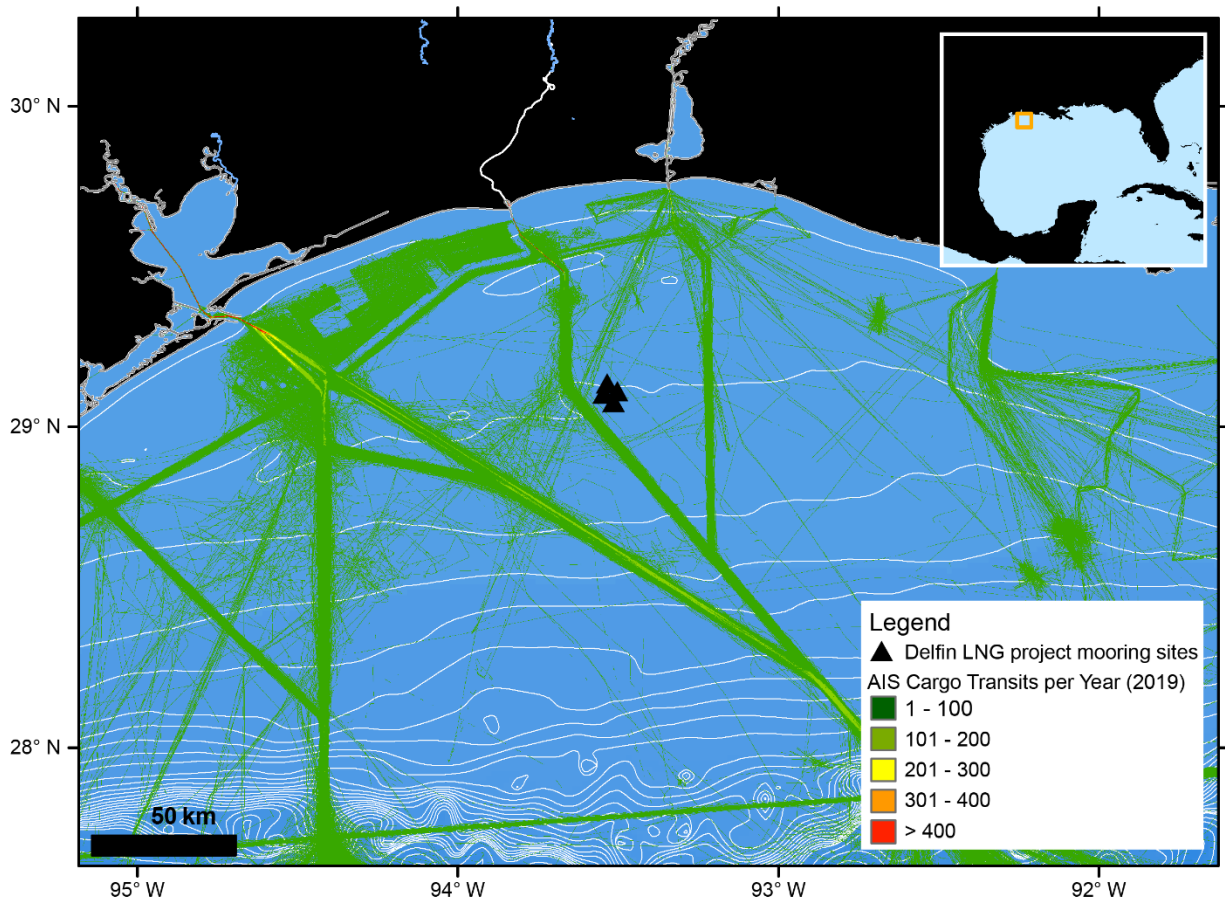 30° N
29° N
28° N
50 km
Legend
Delfin LNG project mooring sites
AIS Cargo Transits per Year (2019)
1 - 100
101 - 200
201 - 300
301 - 400
> 400
95° W
94° W
93° W
92° W